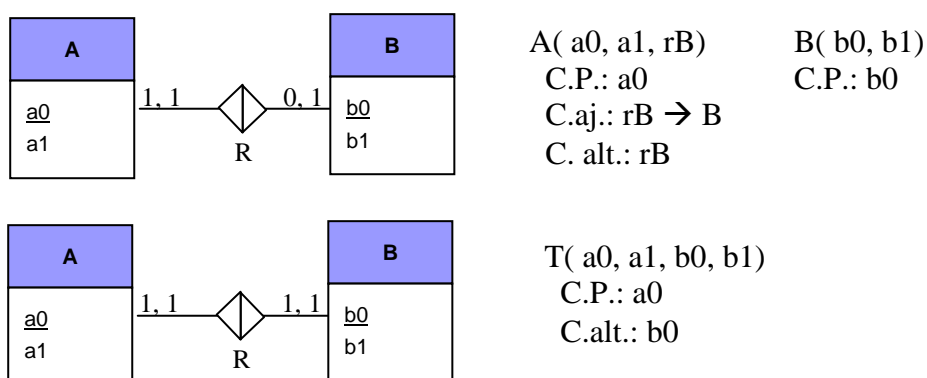 A
a0
a1
1, 1
R
0, 1
B
b0
b1
A( a0, a1, rB)
C.P.: a0
C.aj.: rB → B
C. alt.: rB
B( b0, b1)
C.P.: b0
A
a0
a1
1, 1
R
1, 1
B
b0
b1
T( a0, a1, b0, b1)
C.P.: a0
C.alt.: b0